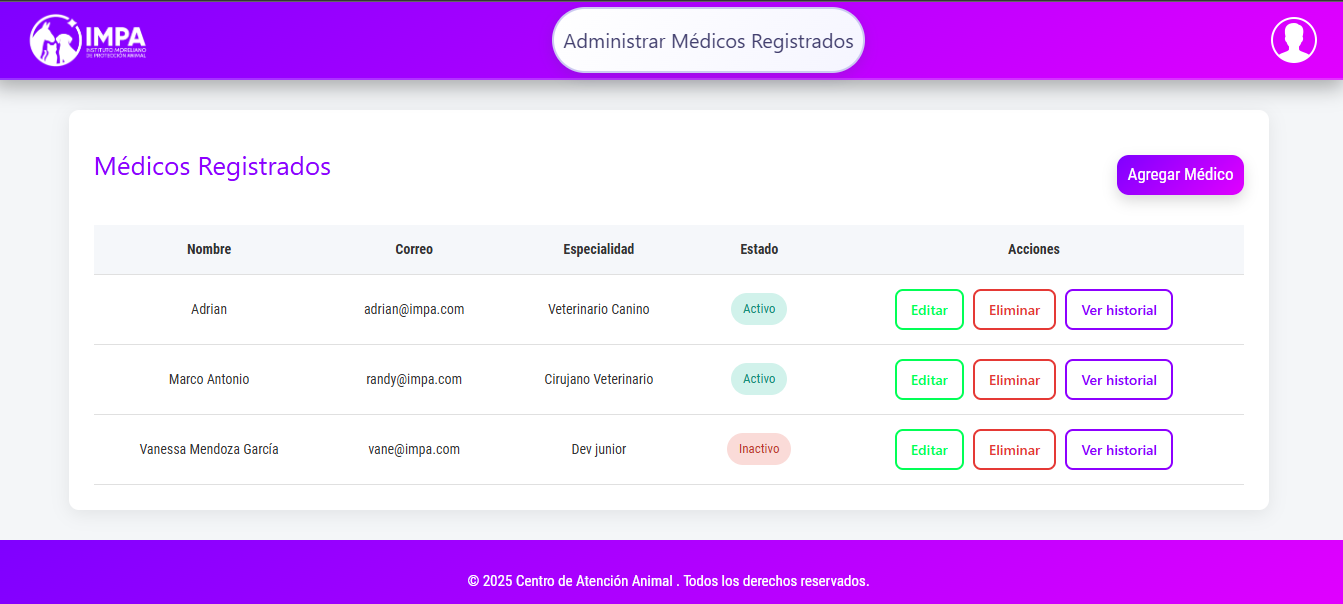 IMPA
INSTITUTO MORELIANO
DE PROTECCIÓN ANIMAL
Administrar Médicos Registrados
Médicos Registrados
Agregar Médico
Nombre Correo Especialidad Estado Acciones
Adrian adrian@impa.com Veterinario Canino Activo Editar Eliminar Ver historial
Marco Antonio randy@impa.com Cirujano Veterinario Activo Editar Eliminar Ver historial
Vanessa Mendoza García vane@impa.com Dev junior Inactivo Editar Eliminar Ver historial
© 2025 Centro de Atención Animal . Todos los derechos reservados.